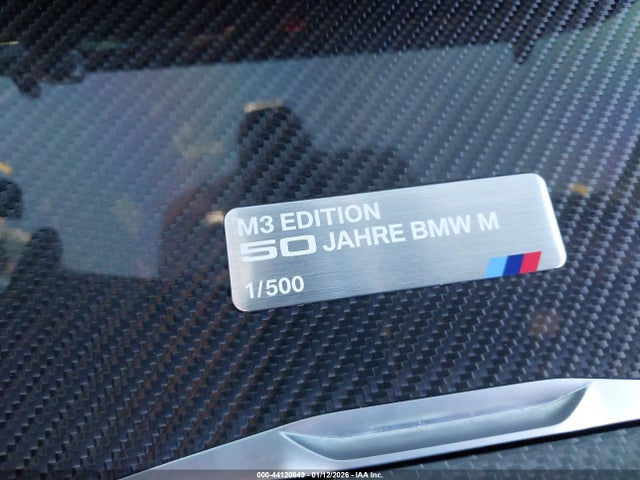 M3 EDITION
50 JAHRE BMW M
1/500
000-44120649 - 01/12/2026 - IAA Inc.